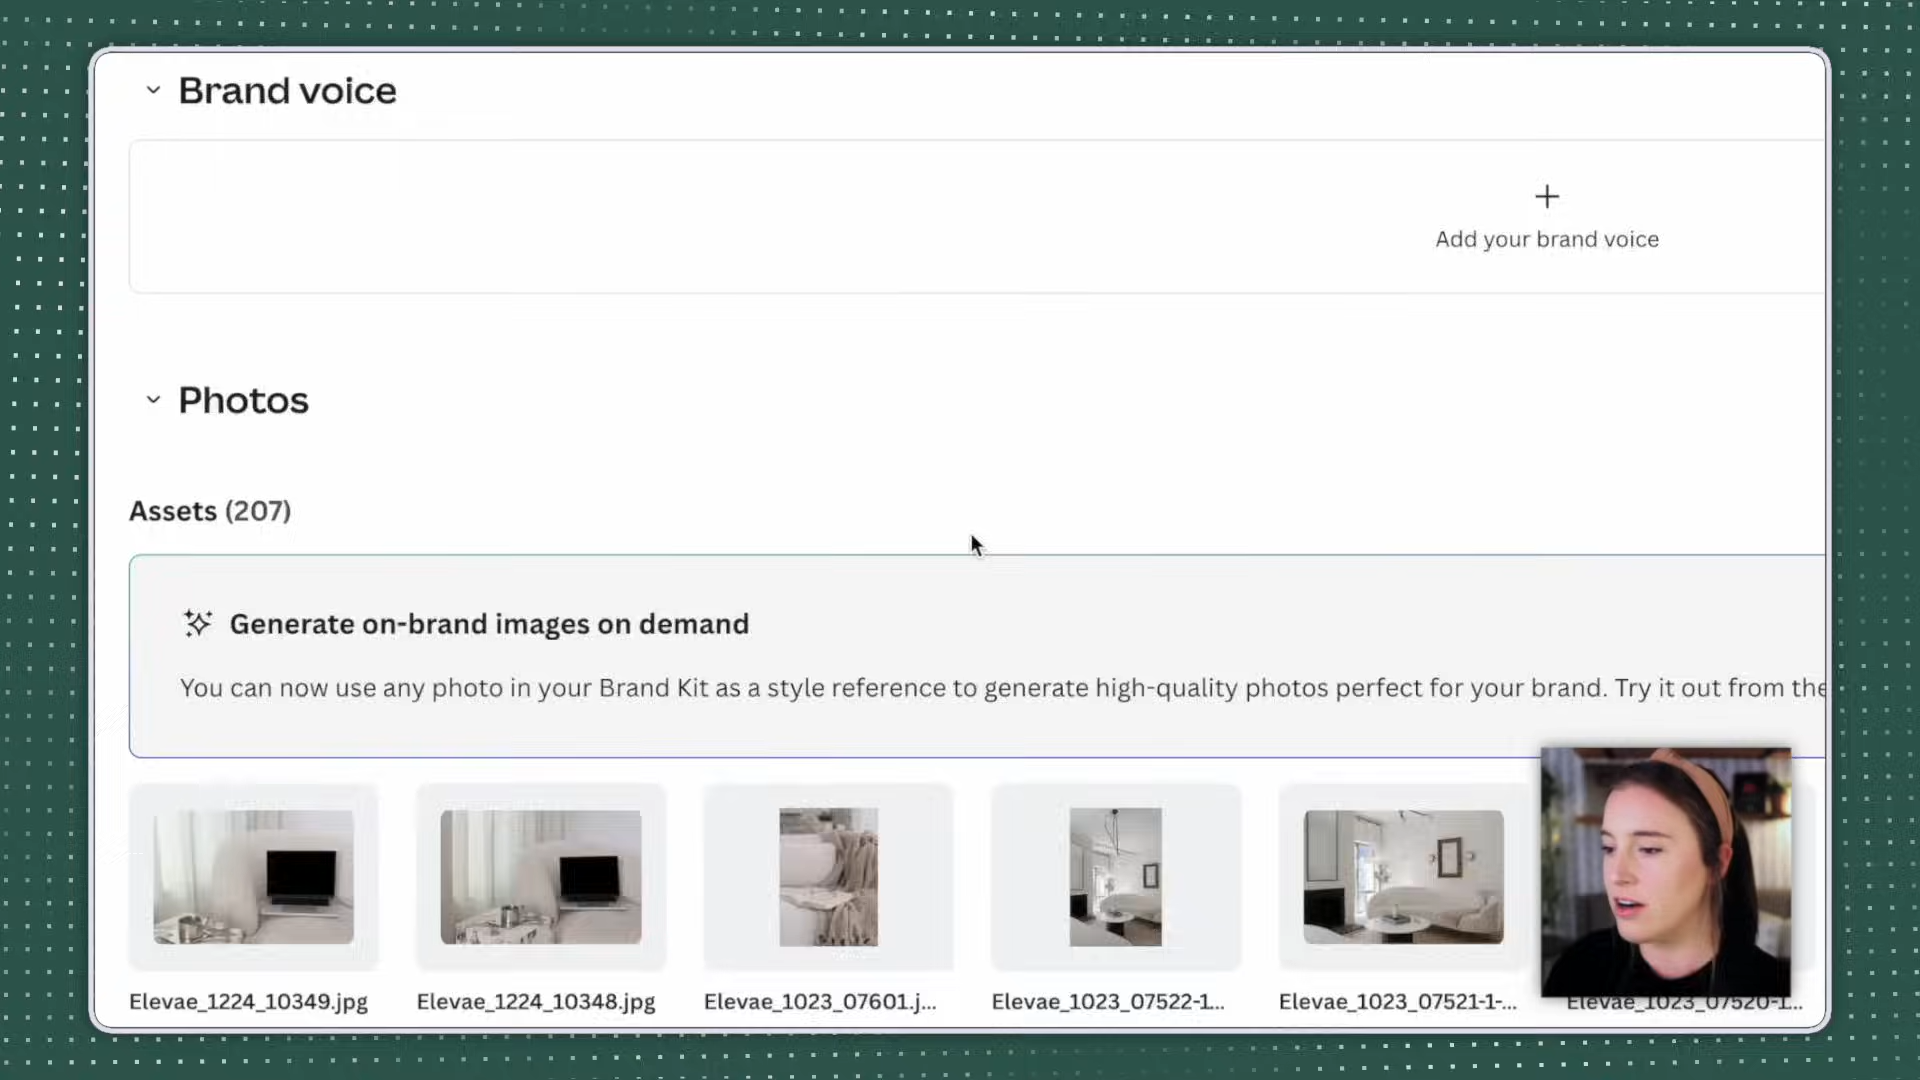 Brand voice
Add your brand voice
Photos
Assets (207)
Generate on-brand images on demand
You can now use any photo in your Brand Kit as a style reference to generate high-quality photos perfect for your brand. Try it out from the
Elevae_1224_10349.jpg
Elevae_1224_10348.jpg
Elevae_1023_07601.j...
Elevae_1023_07522-1...
Elevae_1023_07521-1-...
Elevae_1023_07520-1...